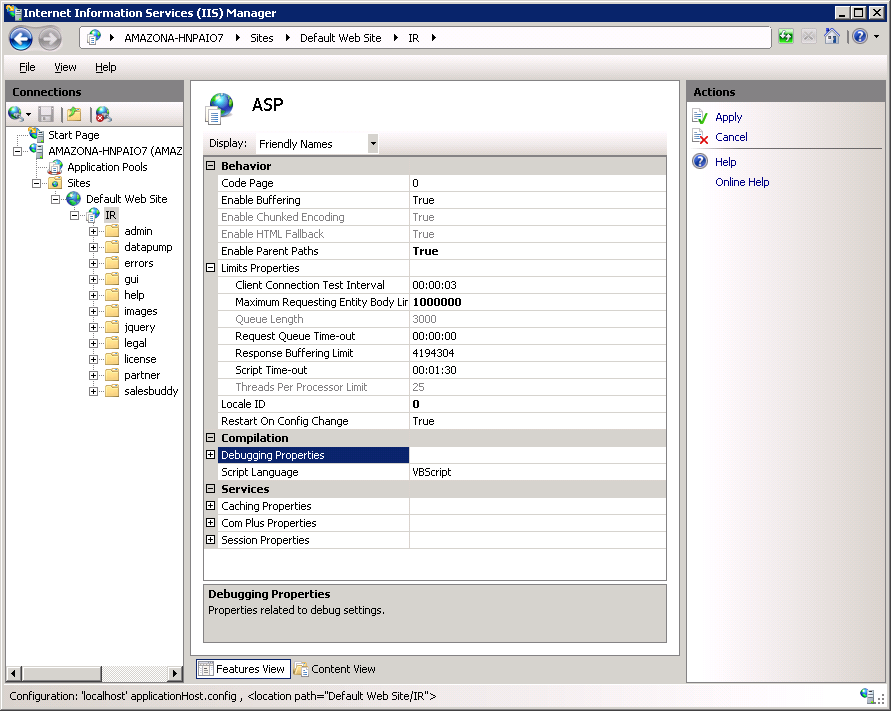 Internet Information Services (IIS) Manager
AMAZONA-HNPAIO7 Sites Default Web Site IR
File View Help
Connections
Start Page
AMAZONA-HNPAIO7 (AMAZ
Application Pools
Sites
Default Web Site
IR
admin
datapump
errors
gui
help
images
jquery
legal
license
partner
salesbuddy
ASP
Display: Friendly Names
Behavior
Code Page 0
Enable Buffering True
Enable Chunked Encoding True
Enable HTML Fallback True
Enable Parent Paths True
Limits Properties
Client Connection Test Interval 00:00:03
Maximum Requesting Entity Body Lir 1000000
Queue Length 3000
Request Queue Time-out 00:00:00
Response Buffering Limit 4194304
Script Time-out 00:01:30
Threads Per Processor Limit 25
Locale ID 0
Restart On Config Change True
Compilation
Debugging Properties
Script Language VBScript
Services
Caching Properties
Com Plus Properties
Session Properties
Debugging Properties
Properties related to debug settings.
Features View Content View
Actions
Apply
Cancel
Help
Online Help
Configuration: 'localhost' applicationHost.config , <location path="Default Web Site/IR">